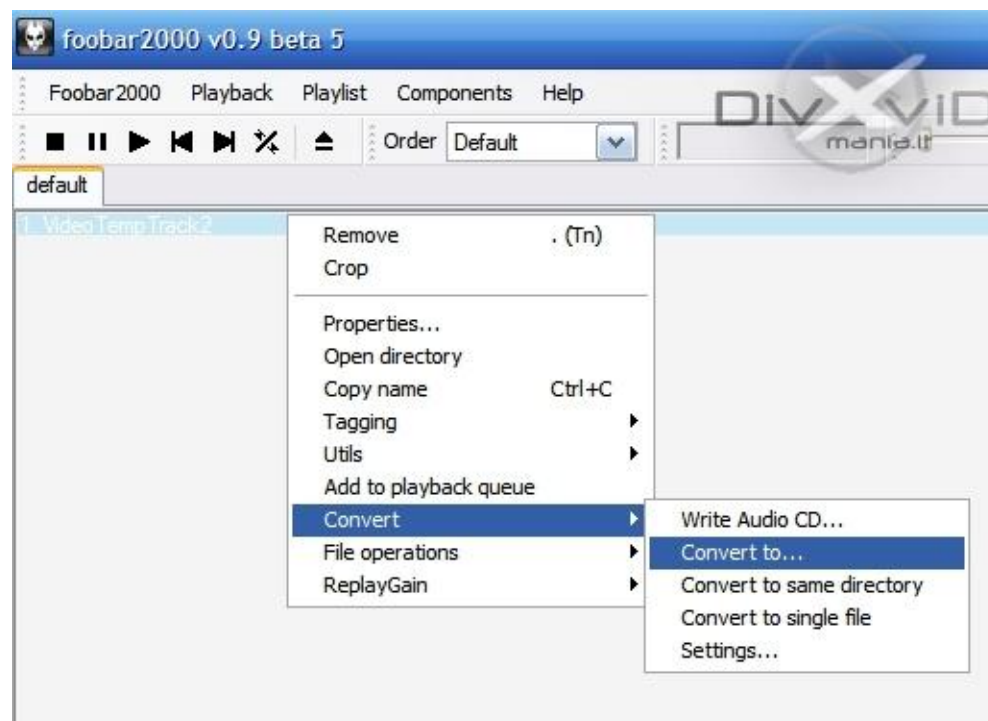 foobar2000 v0.9 beta 5
Foobar2000 Playback Playlist Components Help
DivXViD
mania.it
Order Default
default
1. VideoTempTrack2
Remove . (Tn)
Crop
Properties...
Open directory
Copy name Ctrl+C
Tagging
Utils
Add to playback queue
Convert
File operations
ReplayGain
Write Audio CD...
Convert to...
Convert to same directory
Convert to single file
Settings...